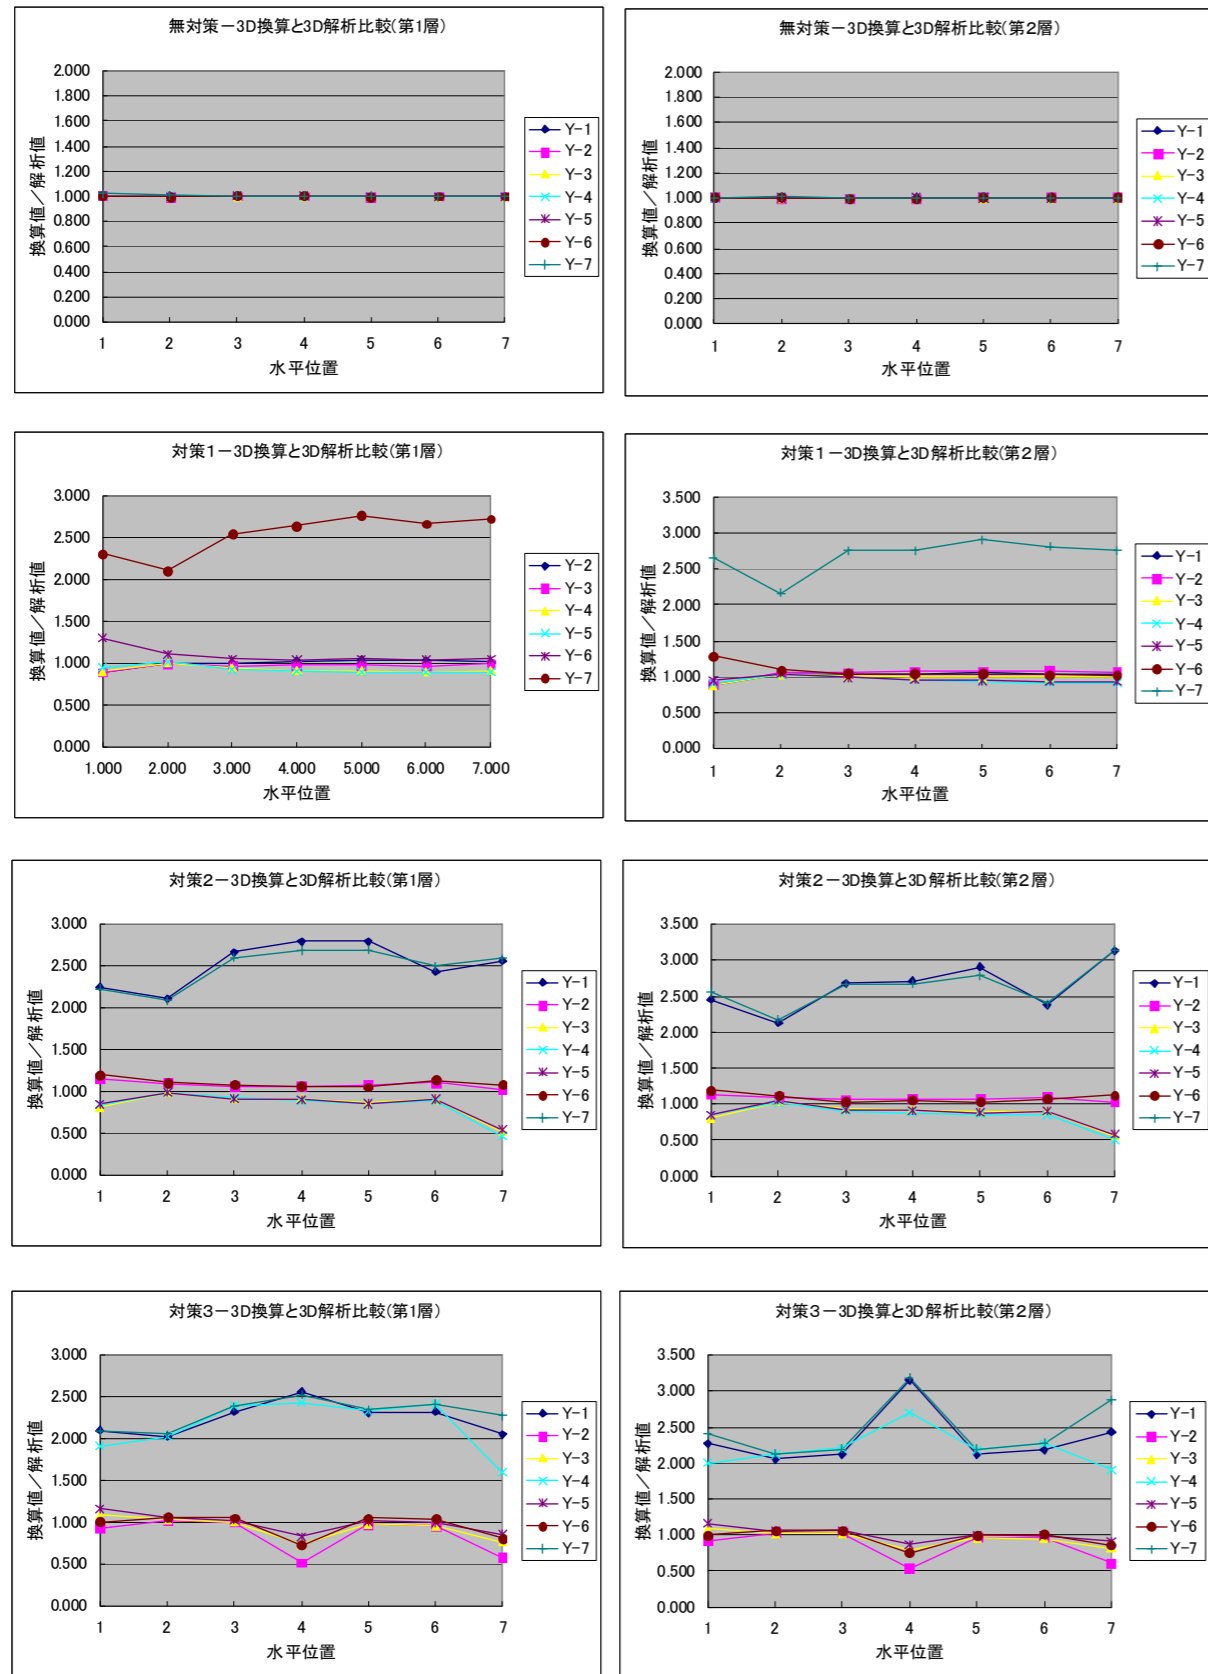 無対策－3D換算と3D解析比較(第1層)
換算値／解析値
2.000
1.800
1.600
1.400
1.200
1.000
0.800
0.600
0.400
0.200
0.000
1 2 3 4 5 6 7
水平位置
Y-1
Y-2
Y-3
Y-4
Y-5
Y-6
Y-7
無対策－3D換算と3D解析比較(第２層)
換算値／解析値
2.000
1.800
1.600
1.400
1.200
1.000
0.800
0.600
0.400
0.200
0.000
1 2 3 4 5 6 7
水平位置
Y-1
Y-2
Y-3
Y-4
Y-5
Y-6
Y-7
対策1－3D換算と3D解析比較(第1層)
換算値／解析値
3.000
2.500
2.000
1.500
1.000
0.500
0.000
1.000 2.000 3.000 4.000 5.000 6.000 7.000
水平位置
Y-2
Y-3
Y-4
Y-5
Y-6
Y-7
対策１－3D換算と3D解析比較(第２層)
換算値／解析値
3.500
3.000
2.500
2.000
1.500
1.000
0.500
0.000
1 2 3 4 5 6 7
水平位置
Y-1
Y-2
Y-3
Y-4
Y-5
Y-6
Y-7
対策２－3D換算と3D解析比較(第1層)
換算値／解析値
3.000
2.500
2.000
1.500
1.000
0.500
0.000
1 2 3 4 5 6 7
水平位置
Y-1
Y-2
Y-3
Y-4
Y-5
Y-6
Y-7
対策２－3D換算と3D解析比較(第２層)
換算値／解析値
3.500
3.000
2.500
2.000
1.500
1.000
0.500
0.000
1 2 3 4 5 6 7
水平位置
Y-1
Y-2
Y-3
Y-4
Y-5
Y-6
Y-7
対策３－3D換算と3D解析比較(第1層)
換算値／解析値
3.000
2.500
2.000
1.500
1.000
0.500
0.000
1 2 3 4 5 6 7
水平位置
Y-1
Y-2
Y-3
Y-4
Y-5
Y-6
Y-7
対策３－3D換算と3D解析比較(第２層)
換算値／解析値
3.500
3.000
2.500
2.000
1.500
1.000
0.500
0.000
1 2 3 4 5 6 7
水平位置
Y-1
Y-2
Y-3
Y-4
Y-5
Y-6
Y-7